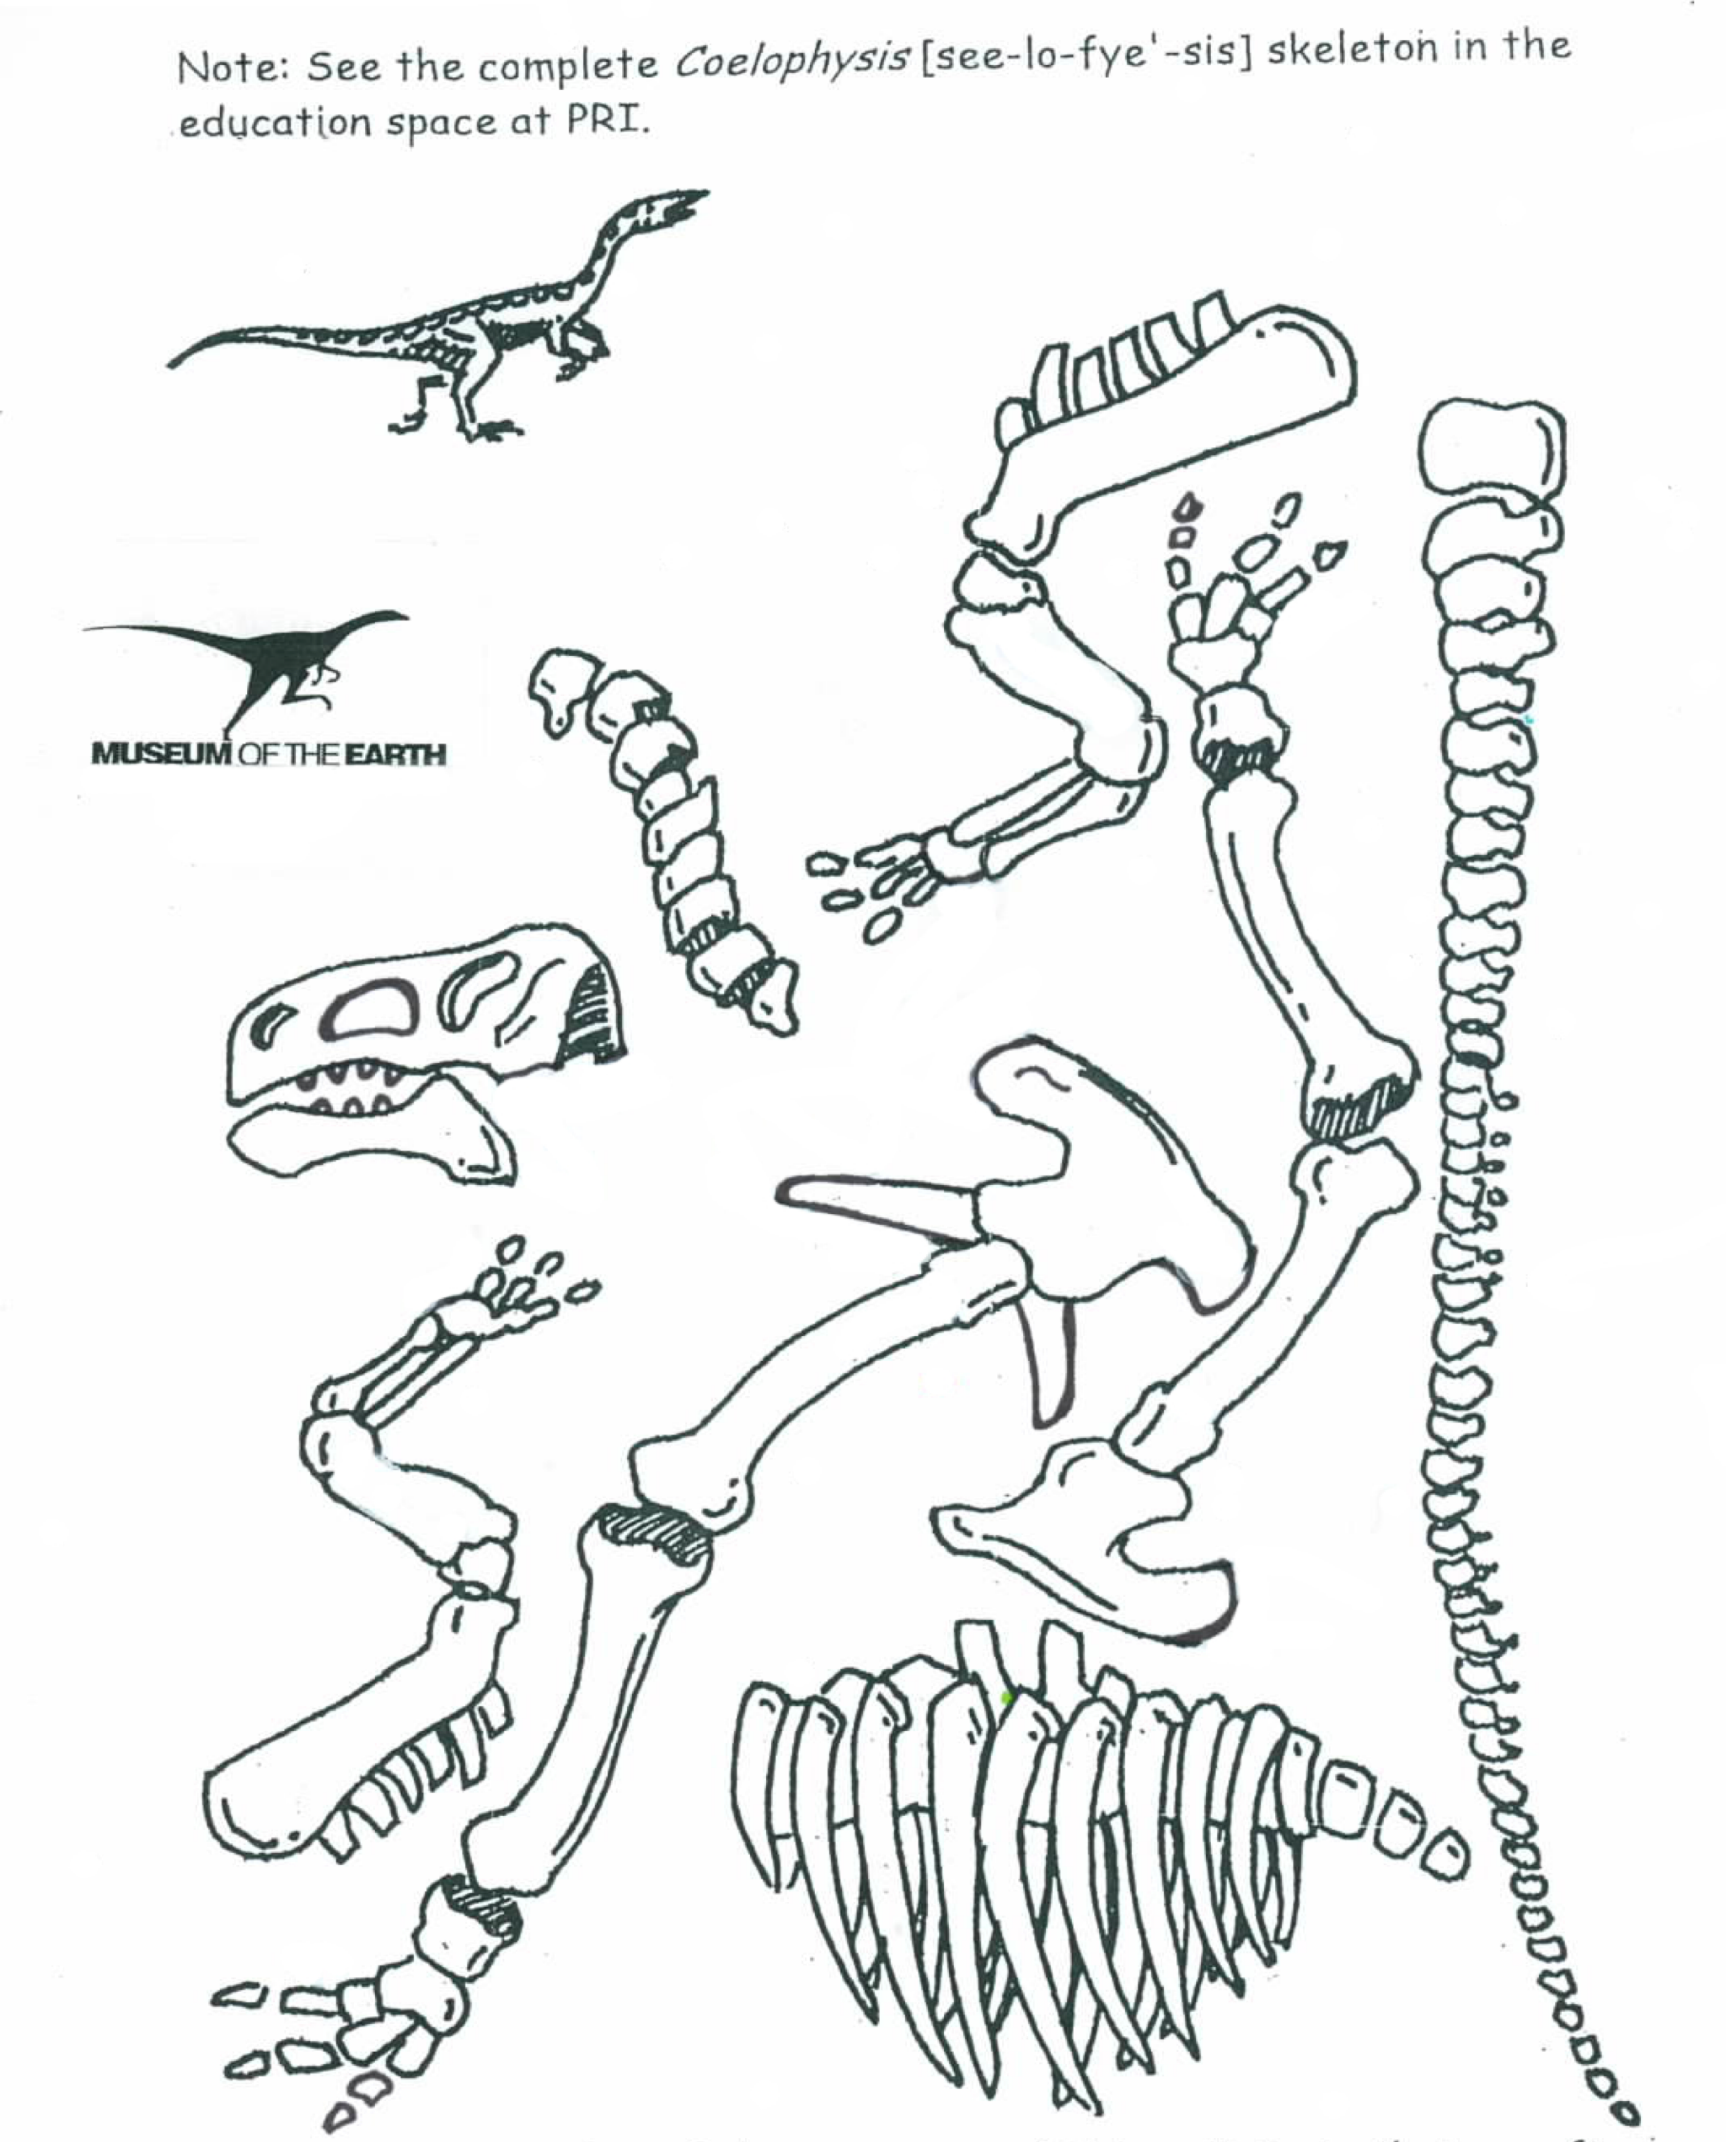 Note: See the complete Coelophysis [see-lo-fye'-sis] skeleton in the
education space at PRI.
MUSEUM OF THE EARTH